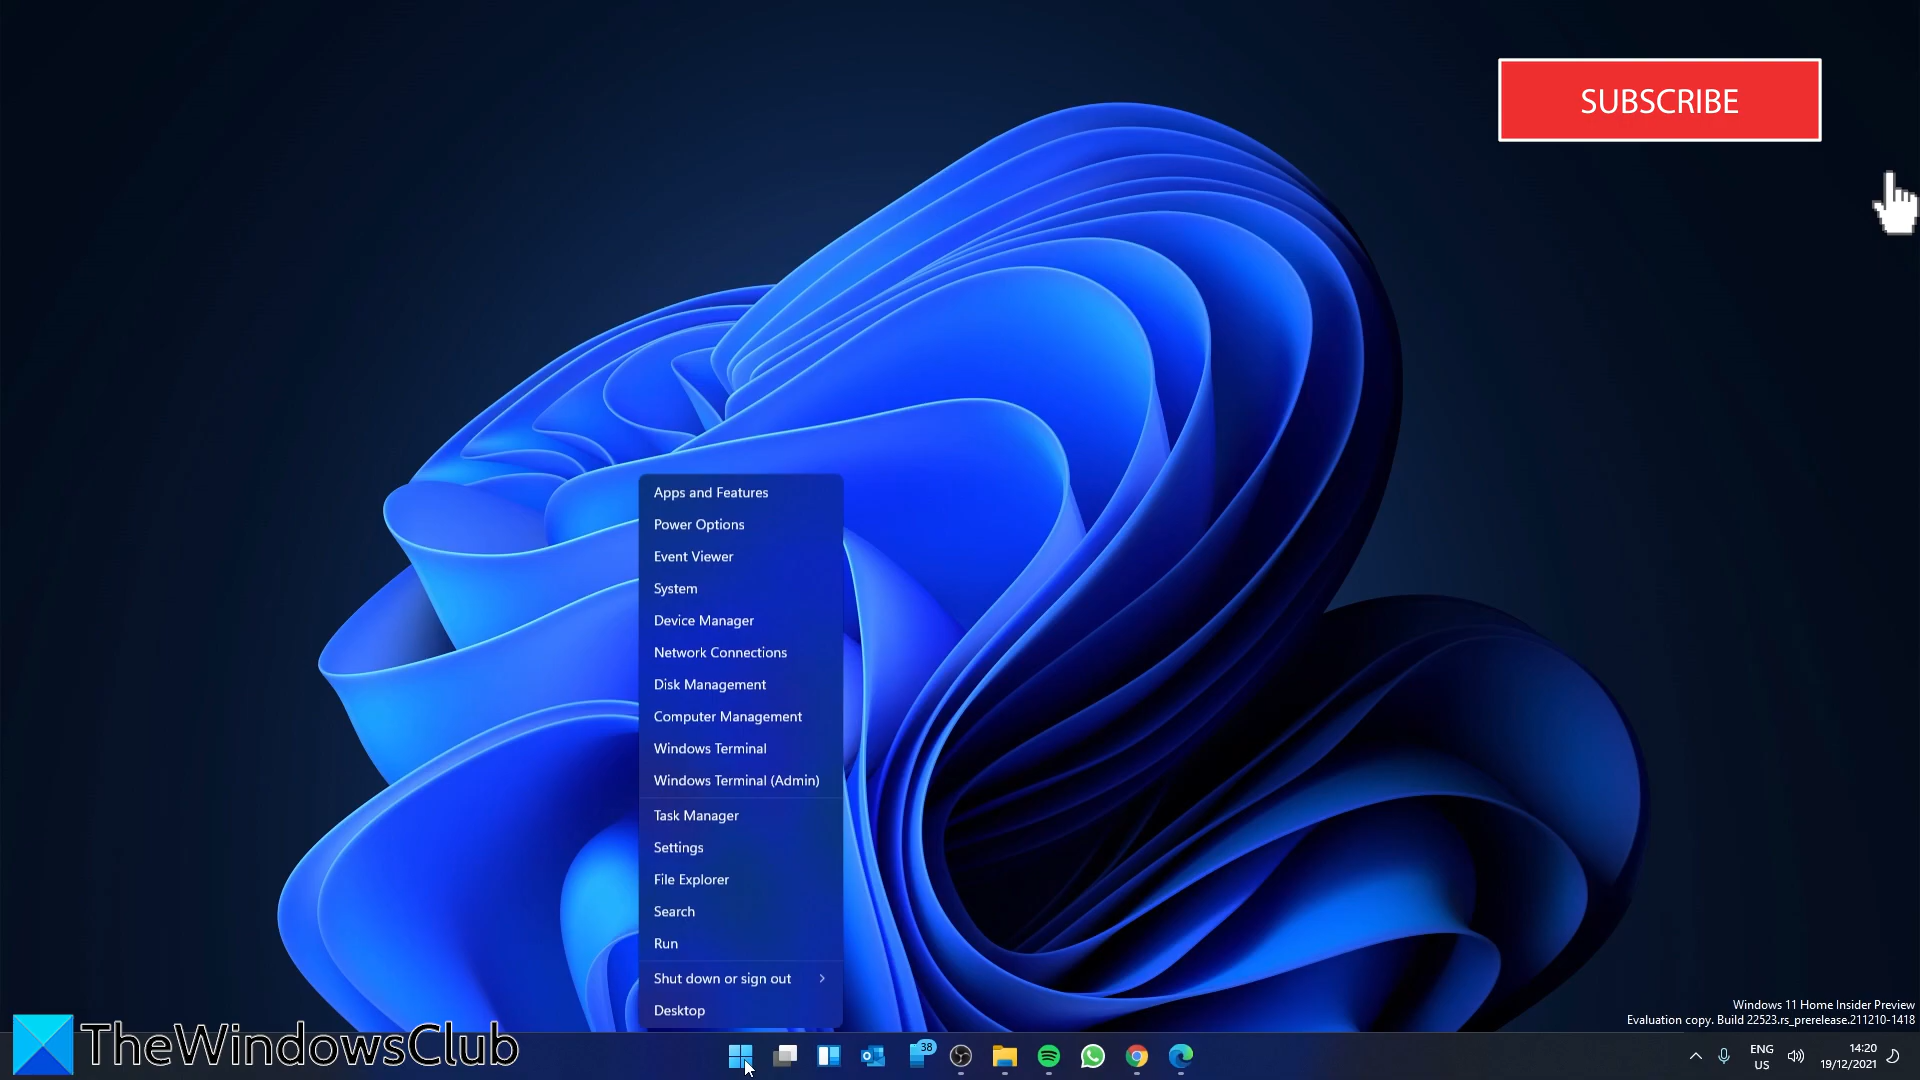 SUBSCRIBE
Apps and Features
Power Options
Event Viewer
System
Device Manager
Network Connections
Disk Management
Computer Management
Windows Terminal
Windows Terminal (Admin)
Task Manager
Settings
File Explorer
Search
Run
Shut down or sign out
Desktop
Windows 11 Home Insider Preview
Evaluation copy. Build 22523.rs_prerelease.211210-1418
TheWindowsClub
38
ENG
US
14:20
19/12/2021